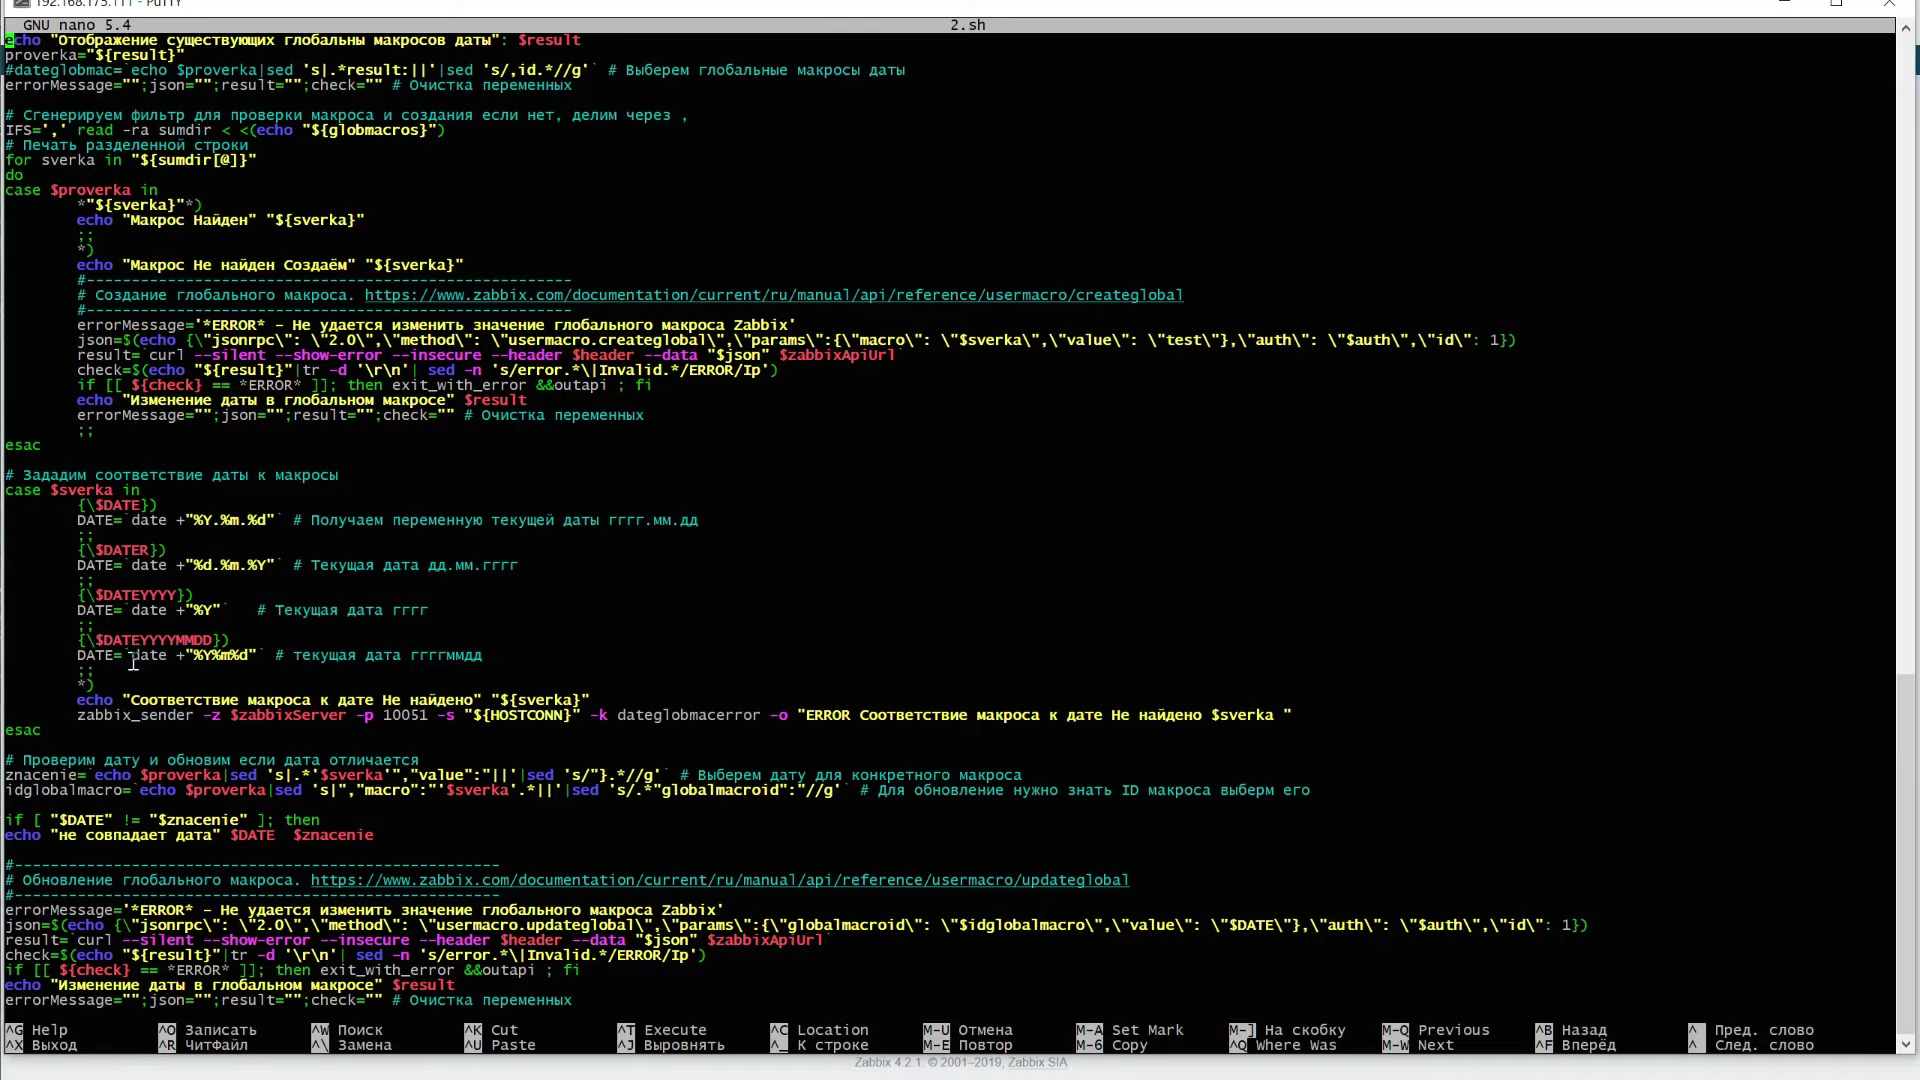 192.168.175.111 - PuTTY
GNU nano 5.4 2.sh
echo "Отображение существующих глобальны макросов даты": $result
proverka="${result}"
#dateglobmac=`echo $proverka|sed 's|.*result:||'|sed 's/,id.*//g'` # Выберем глобальные макросы даты
errorMessage="";json="";result="";check="" # Очистка переменных
# Сгенерируем фильтр для проверки макроса и создания если нет, делим через ,
IFS=',' read -ra sumdir < <(echo "${globmacros}")
# Печать разделенной строки
for sverka in "${sumdir[@]}"
do
case $proverka in
*"${sverka}"*)
echo "Макрос Найден" "${sverka}"
;;
*)
echo "Макрос Не найден Создаём" "${sverka}"
#------------------------------------------------------
# Создание глобального макроса. https://www.zabbix.com/documentation/current/ru/manual/api/reference/usermacro/createglobal
#------------------------------------------------------
errorMessage='*ERROR* - Не удается изменить значение глобального макроса Zabbix'
json=$(echo {\"jsonrpc\": \"2.0\",\"method\": \"usermacro.createglobal\",\"params\":{\"macro\": \"$sverka\",\"value\": \"test\"},\"auth\": \"$auth\",\"id\": 1})
result=`curl --silent --show-error --insecure --header $header --data "$json" $zabbixApiUrl`
check=$(echo "${result}"|tr -d '\r\n'| sed -n 's/error.*\|Invalid.*/ERROR/Ip')
if [[ ${check} == *ERROR* ]]; then exit_with_error &&outapi ; fi
echo "Изменение даты в глобальном макросе" $result
errorMessage="";json="";result="";check="" # Очистка переменных
;;
esac
# Зададим соответствие даты к макросы
case $sverka in
{\$DATE})
DATE=`date +"%Y.%m.%d"` # Получаем переменную текущей даты гггг.мм.дд
;;
{\$DATER})
DATE=`date +"%d.%m.%Y"` # Текущая дата дд.мм.гггг
;;
{\$DATEYYYY})
DATE=`date +"%Y"` # Текущая дата гггг
;;
{\$DATEYYYYMMDD})
DATE=`date +"%Y%m%d"` # текущая дата ггггммдд
;;
*)
echo "Соответствие макроса к дате Не найдено" "${sverka}"
zabbix_sender -z $zabbixServer -p 10051 -s "${HOSTCONN}" -k dateglobmacerror -o "ERROR Соответствие макроса к дате Не найдено $sverka "
esac
# Проверим дату и обновим если дата отличается
znacenie=`echo $proverka|sed 's|.*'$sverka'","value":"||'|sed 's/"}.*//g'` # Выберем дату для конкретного макроса
idglobalmacro=`echo $proverka|sed 's|","macro":"'$sverka'.*||'|sed 's/.*"globalmacroid":"//g'` # Для обновление нужно знать ID макроса выберм его
if [ "$DATE" != "$znacenie" ]; then
echo "не совпадает дата" $DATE $znacenie
#------------------------------------------------------
# Обновление глобального макроса. https://www.zabbix.com/documentation/current/ru/manual/api/reference/usermacro/updateglobal
#------------------------------------------------------
errorMessage='*ERROR* - Не удается изменить значение глобального макроса Zabbix'
json=$(echo {\"jsonrpc\": \"2.0\",\"method\": \"usermacro.updateglobal\",\"params\":{\"globalmacroid\": \"$idglobalmacro\",\"value\": \"$DATE\"},\"auth\": \"$auth\",\"id\": 1})
result=`curl --silent --show-error --insecure --header $header --data "$json" $zabbixApiUrl`
check=$(echo "${result}"|tr -d '\r\n'| sed -n 's/error.*\|Invalid.*/ERROR/Ip')
if [[ ${check} == *ERROR* ]]; then exit_with_error &&outapi ; fi
echo "Изменение даты в глобальном макросе" $result
errorMessage="";json="";result="";check="" # Очистка переменных
^G Help ^O Записать ^W Поиск ^K Cut ^T Execute ^C Location M-U Отмена M-A Set Mark M-] На скобку M-Q Previous ^B Назад ^ Пред. слово
^X Выход ^R ЧитФайл ^\ Замена ^U Paste ^J Выровнять ^_ К строке M-E Повтор M-6 Copy ^Q Where Was M-W Next ^F Вперёд ^ След. слово
Zabbix 4.2.1. © 2001–2019, Zabbix SIA